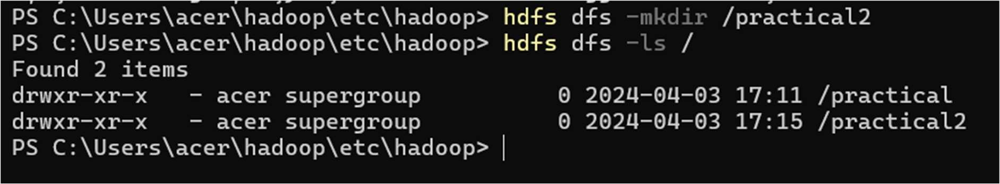 PS C:\Users\acer\hadoop\etc\hadoop> hdfs dfs -mkdir /practical2
PS C:\Users\acer\hadoop\etc\hadoop> hdfs dfs -ls /
Found 2 items
drwxr-xr-x   - acer supergroup          0 2024-04-03 17:11 /practical
drwxr-xr-x   - acer supergroup          0 2024-04-03 17:15 /practical2
PS C:\Users\acer\hadoop\etc\hadoop>